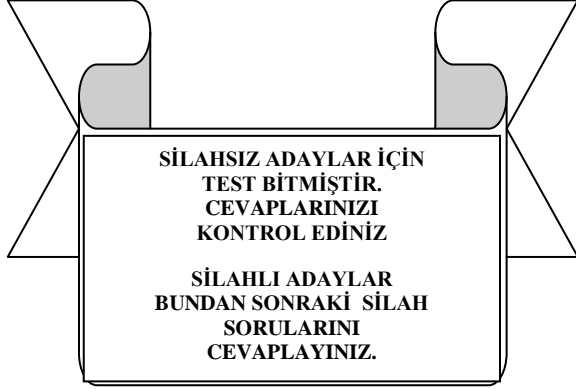 SİLAHSIZ ADAYLAR İÇİN
TEST BİTMİŞTİR.
CEVAPLARINIZI
KONTROL EDİNİZ
SİLAHLI ADAYLAR
BUNDAN SONRAKİ SİLAH
SORULARINI
CEVAPLAYINIZ.